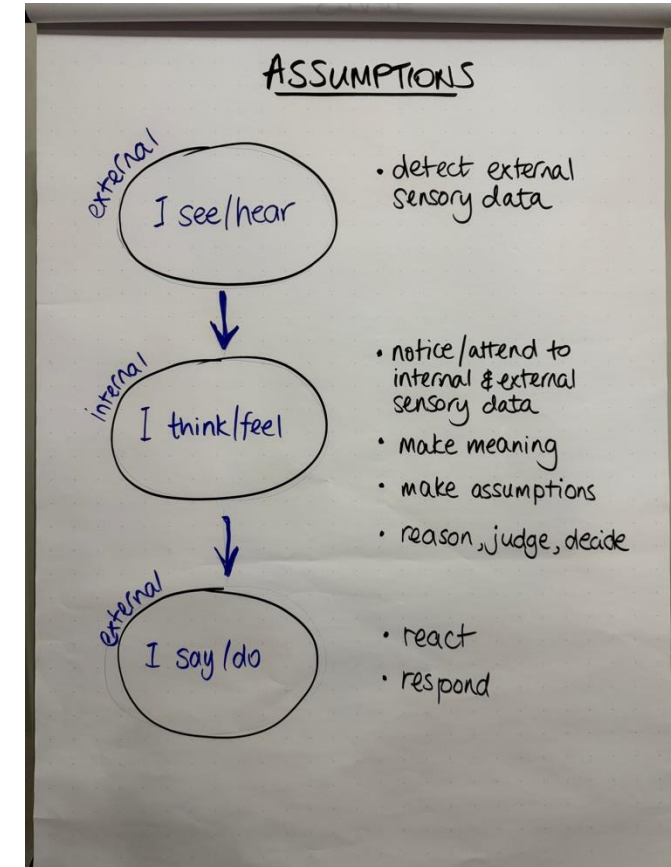 ASSUMPTIONS
external
I see/hear
• detect external
sensory data
internal
I think/feel
• notice/attend to
internal & external
sensory data
• make meaning
• make assumptions
• reason, judge, decide
external
I say/do
• react
• respond